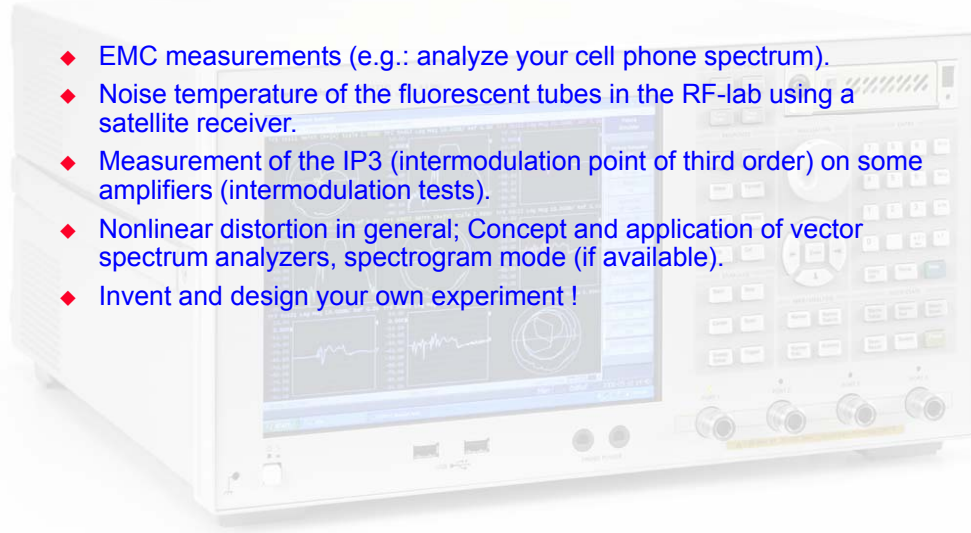 ◆ EMC measurements (e.g.: analyze your cell phone spectrum).
◆ Noise temperature of the fluorescent tubes in the RF-lab using a
satellite receiver.
◆ Measurement of the IP3 (intermodulation point of third order) on some
amplifiers (intermodulation tests).
◆ Nonlinear distortion in general; Concept and application of vector
spectrum analyzers, spectrogram mode (if available).
◆ Invent and design your own experiment !